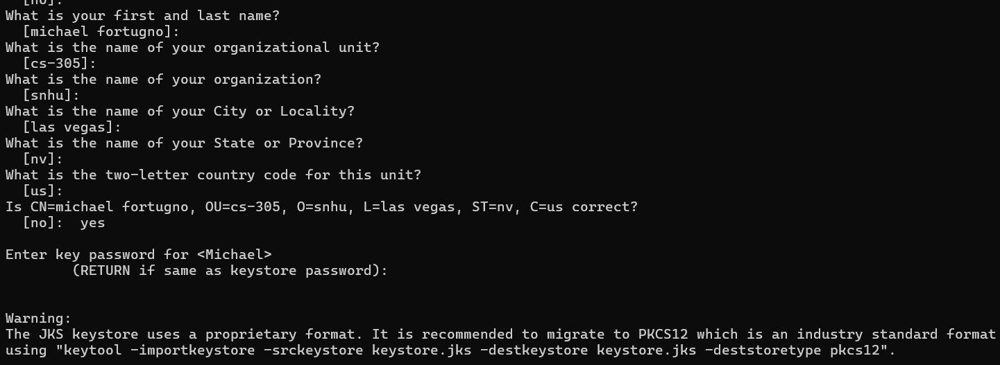 [no]:
What is your first and last name?
  [michael fortugno]:
What is the name of your organizational unit?
  [cs-305]:
What is the name of your organization?
  [snhu]:
What is the name of your City or Locality?
  [las vegas]:
What is the name of your State or Province?
  [nv]:
What is the two-letter country code for this unit?
  [us]:
Is CN=michael fortugno, OU=cs-305, O=snhu, L=las vegas, ST=nv, C=us correct?
  [no]:  yes
Enter key password for <Michael>
        (RETURN if same as keystore password):
Warning:
The JKS keystore uses a proprietary format. It is recommended to migrate to PKCS12 which is an industry standard format
using "keytool -importkeystore -srckeystore keystore.jks -destkeystore keystore.jks -deststoretype pkcs12".